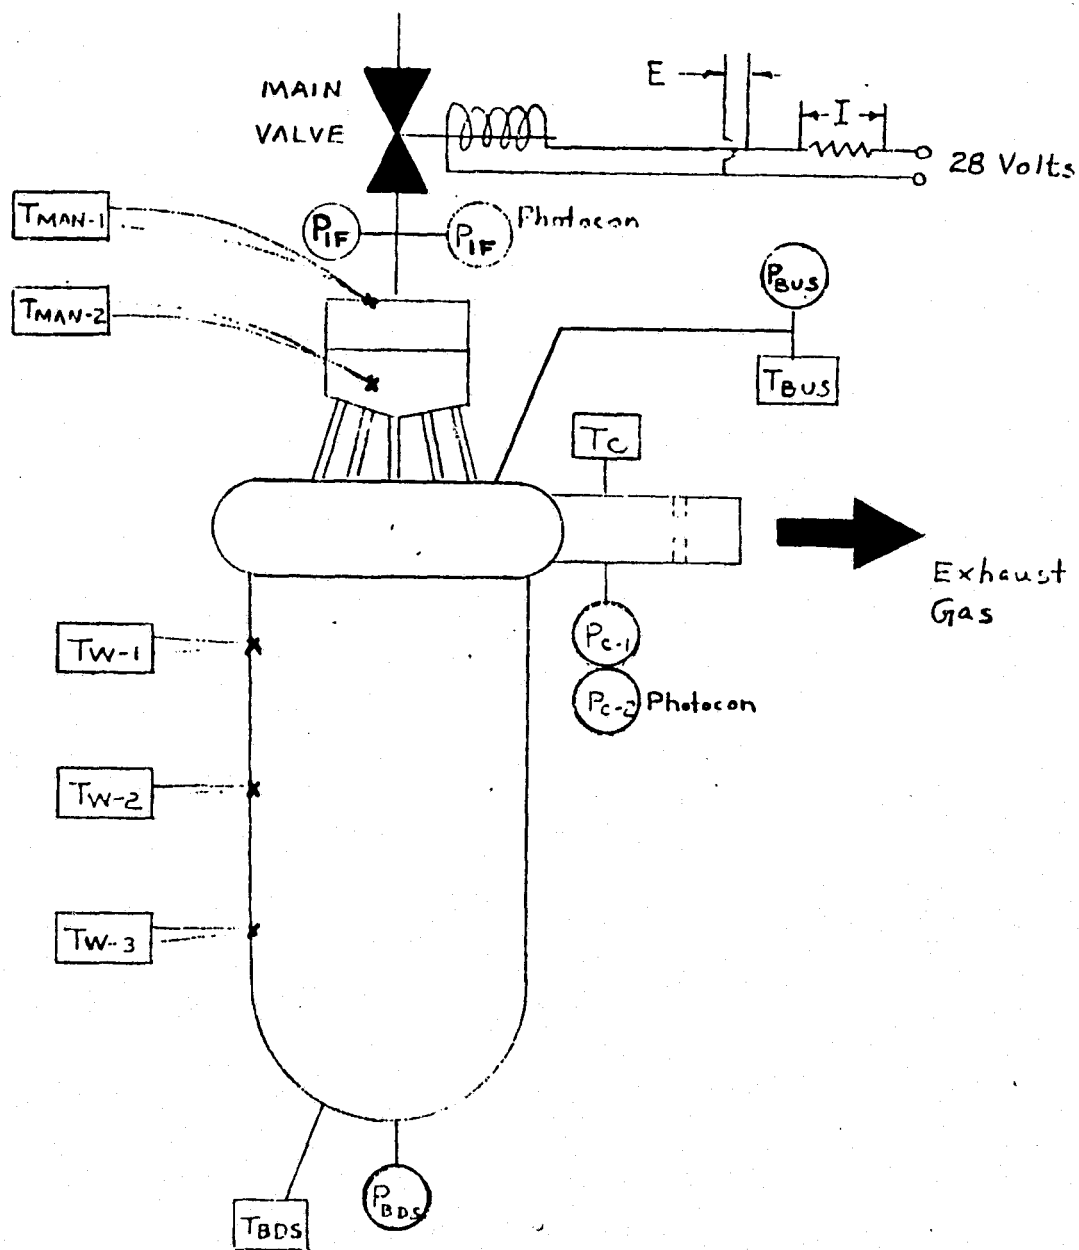 MAIN
VALVE
E
I
28 Volts
TMAN-1
PIF
PIF
Photocon
TMAN-2
PBUS
TBUS
TC
Exhaust
Gas
TW-1
PC-1
PC-2 Photocon
TW-2
TW-3
TBDS
PBDS